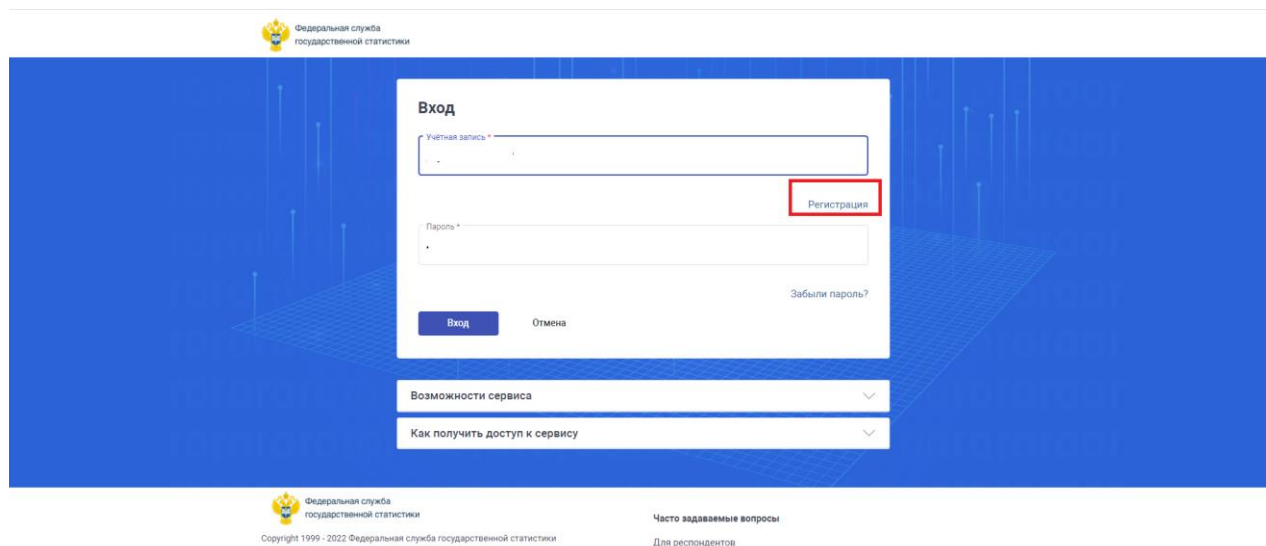 Федеральная служба
государственной статистики
Вход
Учётная запись *
Регистрация
Пароль *
Забыли пароль?
Вход Отмена
Возможности сервиса
Как получить доступ к сервису
Федеральная служба
государственной статистики
Copyright 1999 - 2022 Федеральная служба государственной статистики
Часто задаваемые вопросы
Для респондентов